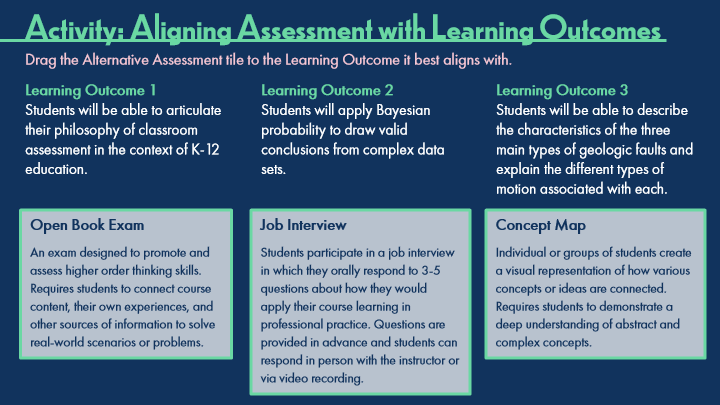 Activity: Aligning Assessment with Learning Outcomes
Drag the Alternative Assessment tile to the Learning Outcome it best aligns with.
Learning Outcome 1
Students will be able to articulate
their philosophy of classroom
assessment in the context of K-12
education.
Learning Outcome 2
Students will apply Bayesian
probability to draw valid
conclusions from complex data
sets.
Learning Outcome 3
Students will be able to describe
the characteristics of the three
main types of geologic faults and
explain the different types of
motion associated with each.
Open Book Exam
An exam designed to promote and
assess higher order thinking skills.
Requires students to connect course
content, their own experiences, and
other sources of information to solve
real-world scenarios or problems.
Job Interview
Students participate in a job interview
in which they orally respond to 3-5
questions about how they would
apply their course learning in
professional practice. Questions are
provided in advance and students can
respond in person with the instructor or
via video recording.
Concept Map
Individual or groups of students create
a visual representation of how various
concepts or ideas are connected.
Requires students to demonstrate a
deep understanding of abstract and
complex concepts.